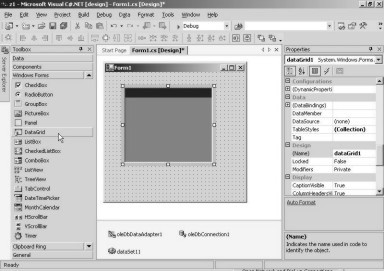 z1 - Microsoft Visual C# .NET [design] - Form1.cs [Design]*
File Edit View Project Build Debug Data Format Tools Window Help
Debug
Toolbox
Data
Components
Windows Forms
CheckBox
RadioButton
GroupBox
PictureBox
Panel
DataGrid
ListBox
CheckedListBox
ComboBox
ListView
TreeView
TabControl
DateTimePicker
MonthCalendar
HScrollBar
VScrollBar
Timer
Clipboard Ring
General
Server Explorer
Start Page Form1.cs [Design]*
Form1
oleDbDataAdapter1 oleDbConnection1
dataSet11
Properties
dataGrid1 System.Windows.Forms.
Configurations
(DynamicProperti
Data
(DataBindings)
DataMember
DataSource (none)
TableStyles (Collection)
Tag
Design
(Name) dataGrid1
Locked False
Modifiers Private
Display
CaptionVisible True
ColumnHeadersVi True
Auto Format
(Name)
Indicates the name used in code to
identify the object.
Ready